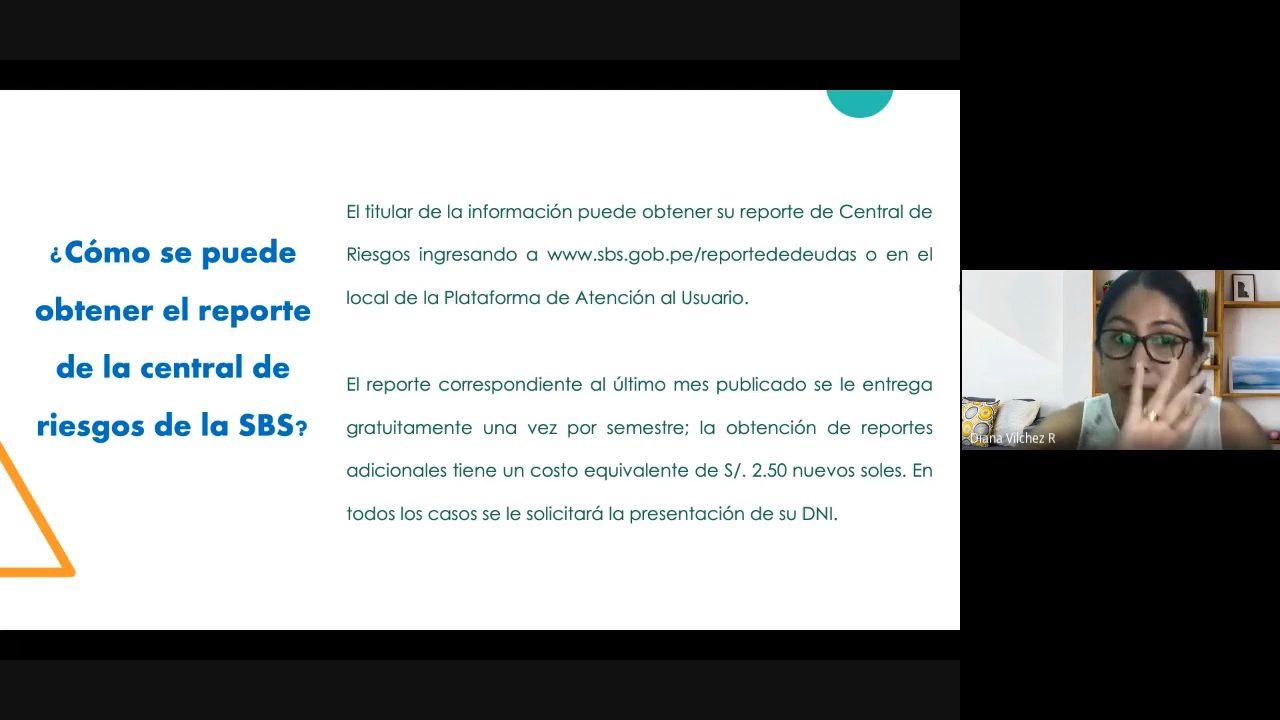 ¿Cómo se puede
obtener el reporte
de la central de
riesgos de la SBS?
El titular de la información puede obtener su reporte de Central de
Riesgos ingresando a www.sbs.gob.pe/reportededeudas o en el
local de la Plataforma de Atención al Usuario.
El reporte correspondiente al último mes publicado se le entrega
gratuitamente una vez por semestre; la obtención de reportes
adicionales tiene un costo equivalente de S/. 2.50 nuevos soles. En
todos los casos se le solicitará la presentación de su DNI.
Diana Vilchez R